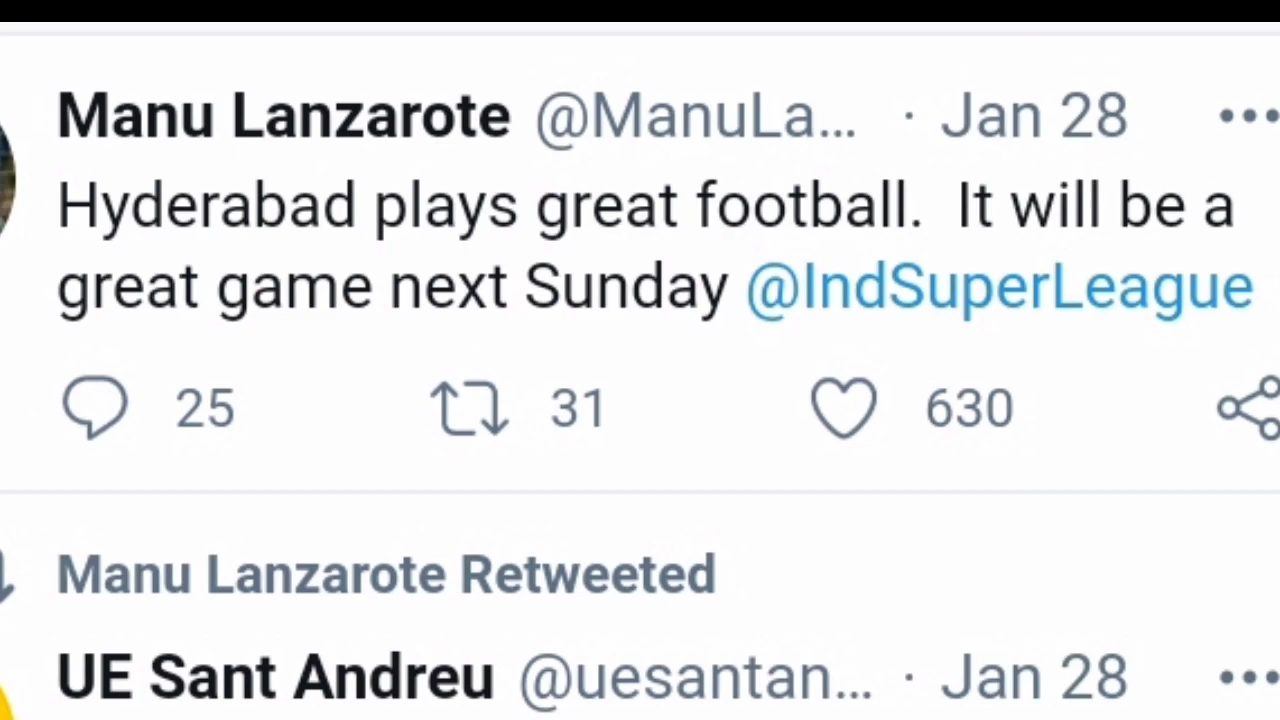 Manu Lanzarote @ManuLa... · Jan 28
Hyderabad plays great football.  It will be a
great game next Sunday @IndSuperLeague
25 31 630
Manu Lanzarote Retweeted
UE Sant Andreu @uesantan... · Jan 28